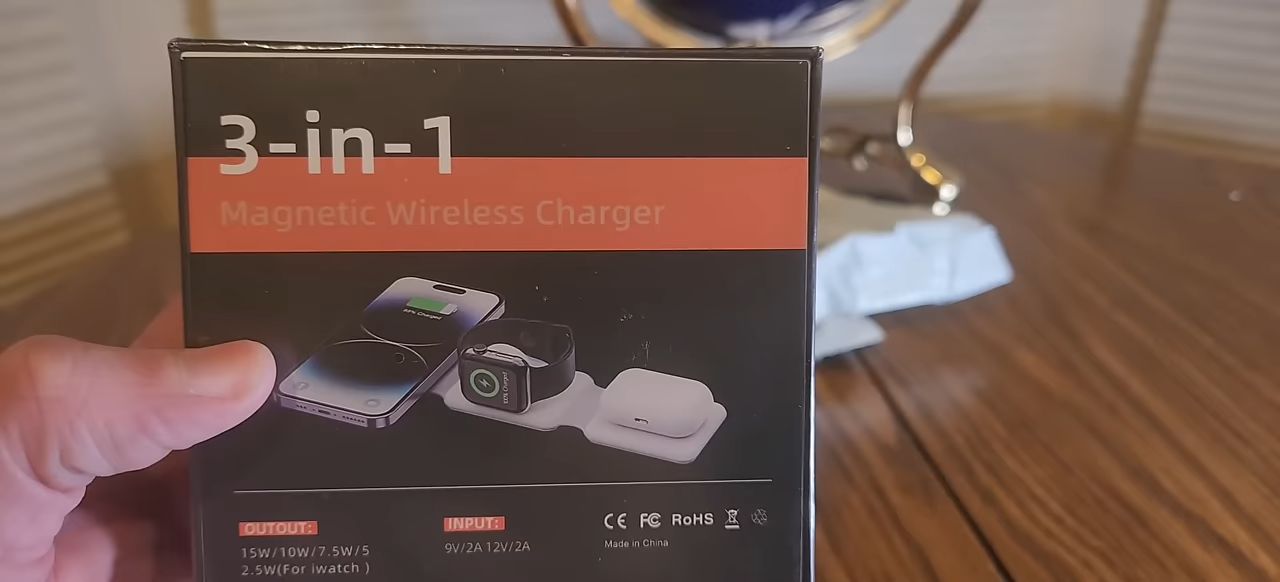 3-in-1
Magnetic Wireless Charger
OUTOUT:
15W/10W/7.5W/5
2.5W(For iwatch )
INPUT:
9V/2A 12V/2A
CE FC RoHS
Made in China